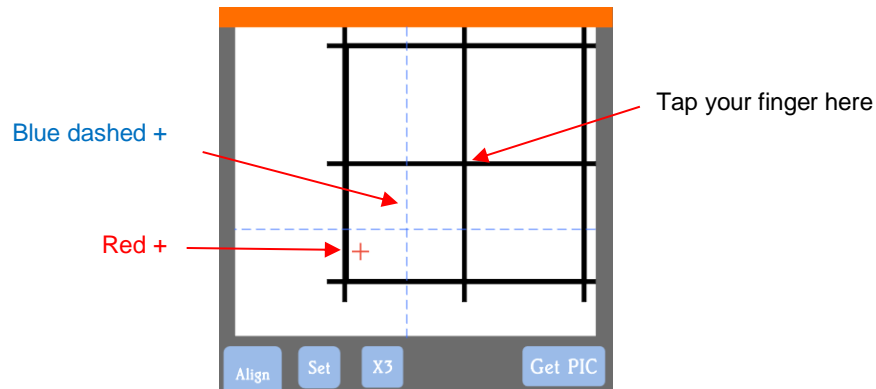 Tap your finger here
Blue dashed +
Red +
Align Set X3 Get PIC